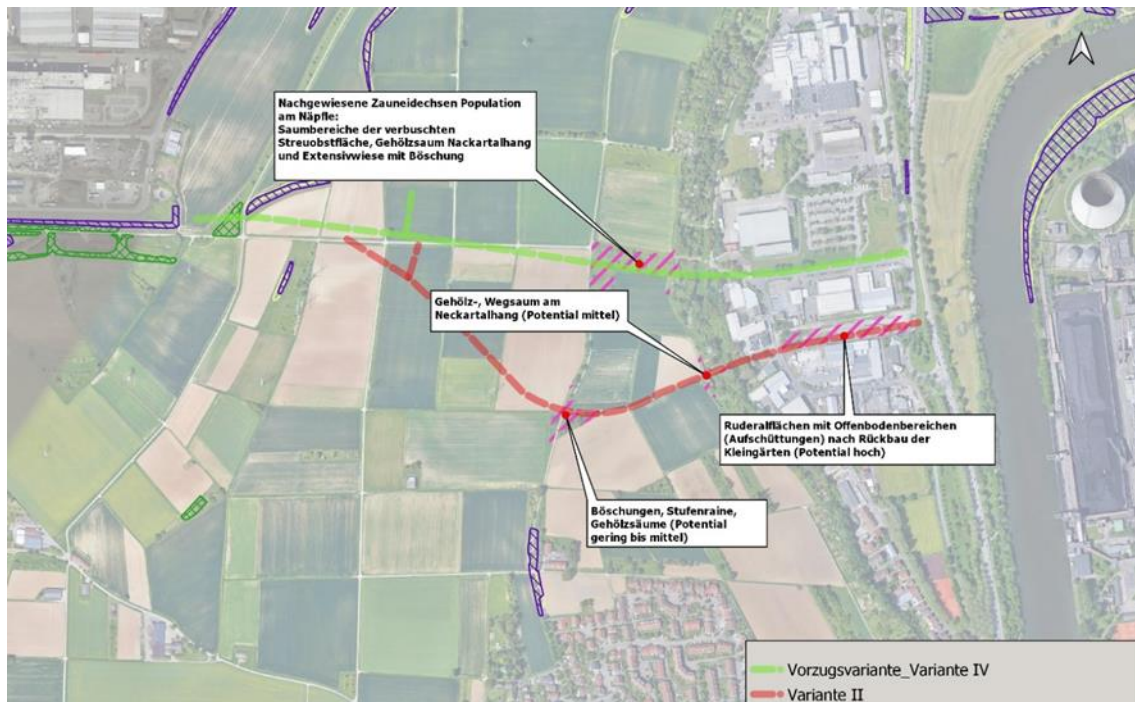 Nachgewiesene Zauneidechsen Population
am Näpfle:
Saumbereiche der verbuschten
Streuobstfläche, Gehölzsaum Nackartalhang
und Extensivwiese mit Böschung
Gehölz-, Wegsaum am
Neckartalhang (Potential mittel)
Ruderalflächen mit Offenbodenbereichen
(Aufschüttungen) nach Rückbau der
Kleingärten (Potential hoch)
Böschungen, Stufenraine,
Gehölzsäume (Potential
gering bis mittel)
Vorzugsvariante_Variante IV
Variante II